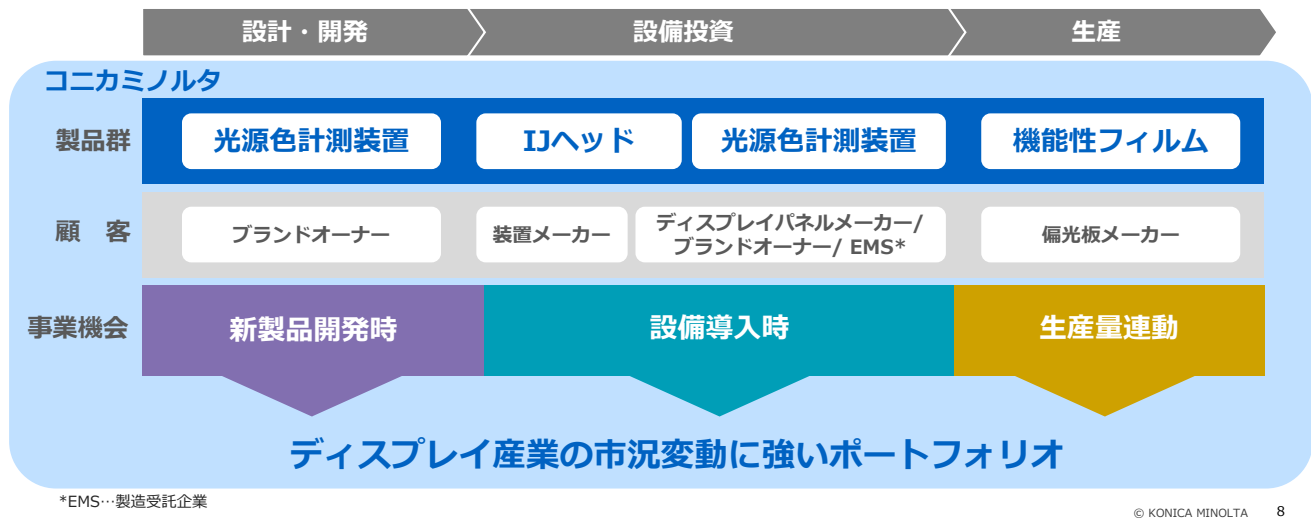 設計・開発
設備投資
生産
コニカミノルタ
製品群
光源色計測装置
IJヘッド
光源色計測装置
機能性フィルム
顧 客
ブランドオーナー
装置メーカー
ディスプレイパネルメーカー/
ブランドオーナー/ EMS*
偏光板メーカー
事業機会
新製品開発時
設備導入時
生産量連動
ディスプレイ産業の市況変動に強いポートフォリオ
*EMS…製造受託企業
© KONICA MINOLTA 8